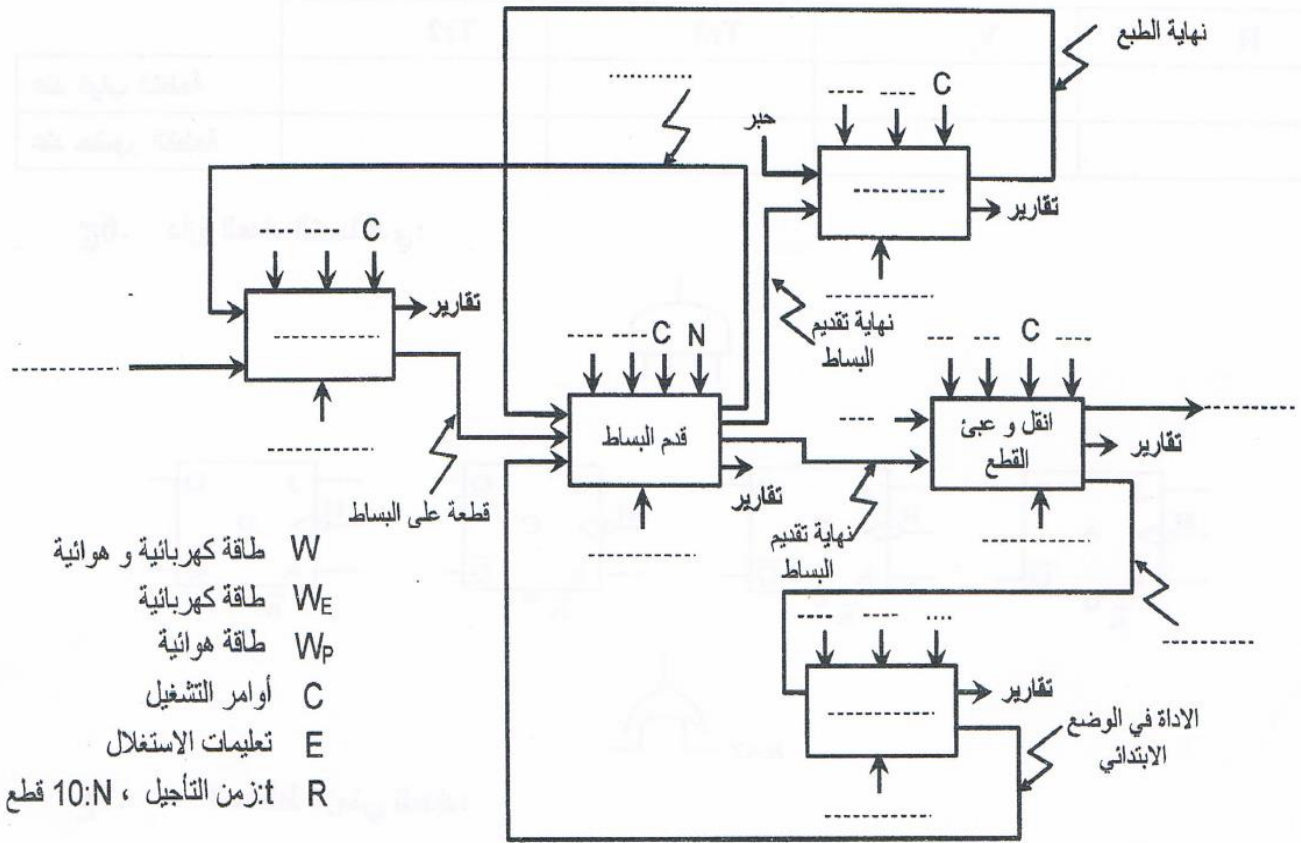 نهاية الطبع
C
حبر
تقارير
C
تقارير
نهاية تقديم
البساط
C N
قدم البساط
تقارير
C
انقل و عبئ
القطع
تقارير
قطعة على البساط
نهاية تقديم
البساط
تقارير
الاداة في الوضع
الابتدائي
W طاقة كهربائية و هوائية
W_E طاقة كهربائية
W_P طاقة هوائية
C أوامر التشغيل
E تعليمات الاستغلال
R t:زمن التأجيل ، N:10 قطع